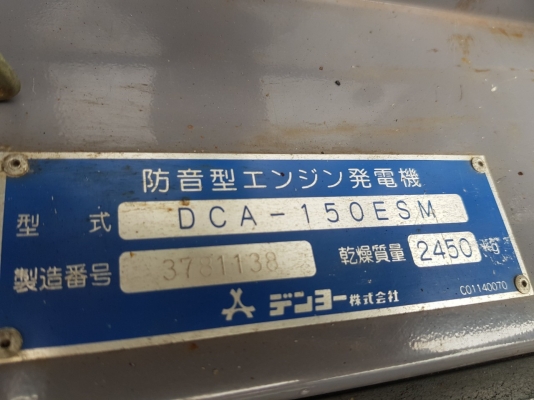 防音型エンジン発電機
型式 DCA-150ESM
製造番号 3781138 乾燥質量 2450 kg
デンヨー株式会社
C01140070